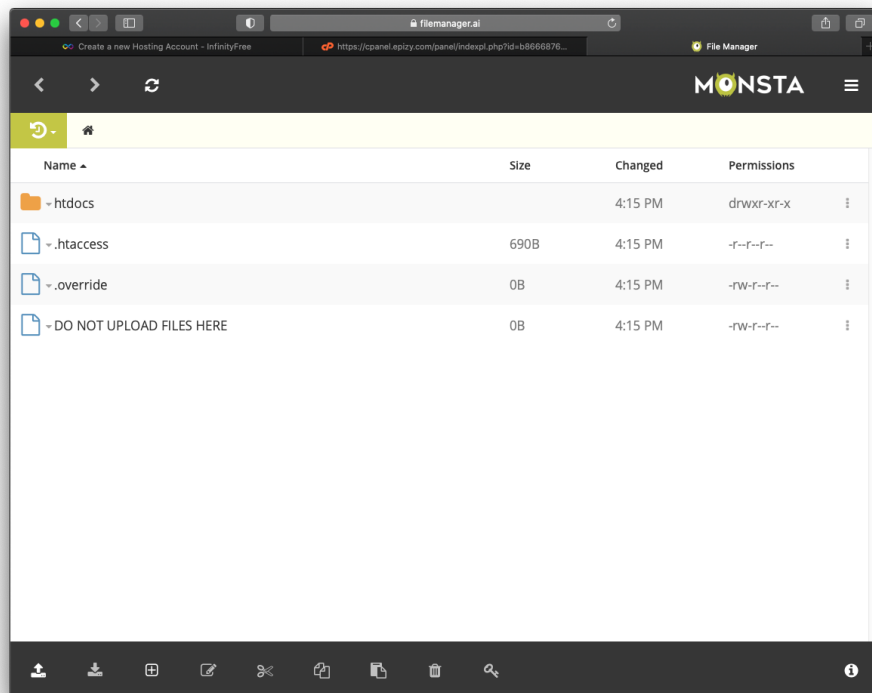 filemanager.ai
Create a new Hosting Account - InfinityFree
https://cpanel.epizy.com/panel/indexpl.php?id=b8666876...
File Manager
MONSTA
Name Size Changed Permissions
htdocs 4:15 PM drwxr-xr-x
.htaccess 690B 4:15 PM -r--r--r--
.override 0B 4:15 PM -rw-r--r--
DO NOT UPLOAD FILES HERE 0B 4:15 PM -rw-r--r--